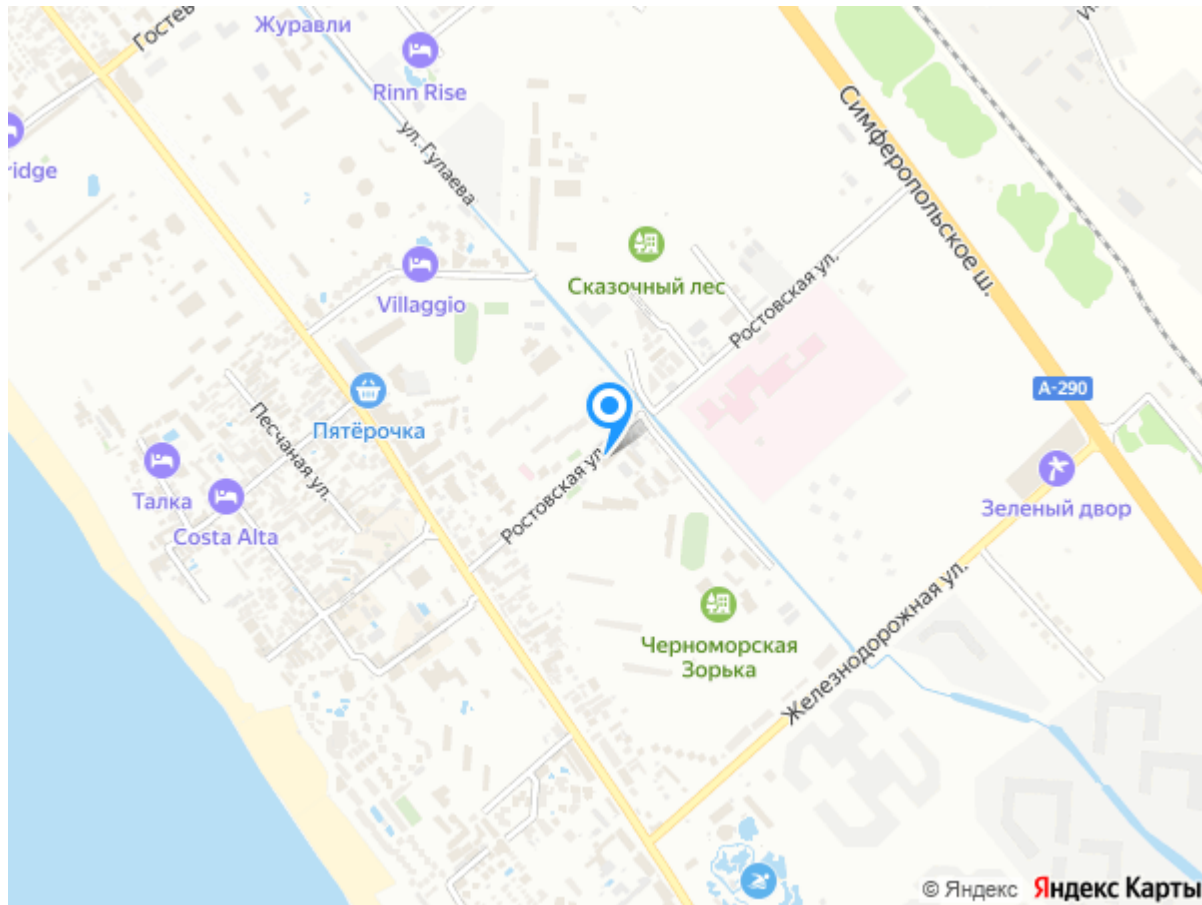 Гостев
Журавли
Rinn Rise
ridge
ул. Гулаева
Симферопольское ш.
Villaggio
Сказочный лес
Ростовская ул.
А-290
Пятёрочка
Песчаная ул.
Талка
Costa Alta
Ростовская ул.
Зеленый двор
Черноморская
Зорька
Железнодорожная ул.
© Яндекс Яндекс Карты